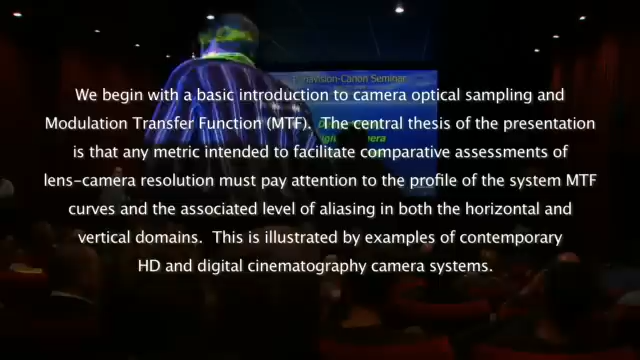 Panavision-Canon Seminar
We begin with a basic introduction to camera optical sampling and
Modulation Transfer Function (MTF).  The central thesis of the presentation
is that any metric intended to facilitate comparative assessments of
lens-camera resolution must pay attention to the profile of the system MTF
curves and the associated level of aliasing in both the horizontal and
vertical domains.  This is illustrated by examples of contemporary
HD and digital cinematography camera systems.